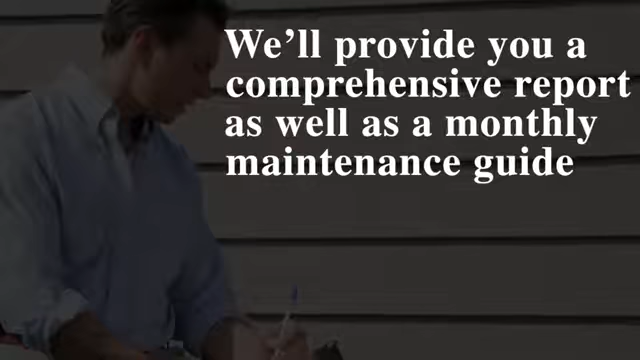 We’ll provide you a
comprehensive report
as well as a monthly
maintenance guide